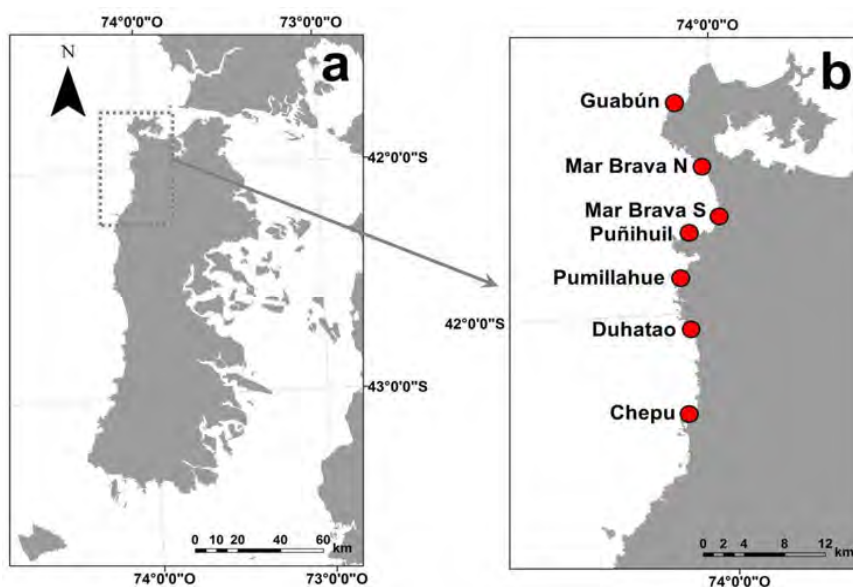 74°0'0"O
73°0'0"O
N
a
42°0'0"S
43°0'0"S
0 10 20 40 60
km
74°0'0"O
73°0'0"O
74°0'0"O
b
Guabún
Mar Brava N
Mar Brava S
Puñihuil
Pumillahue
42°0'0"S
Duhatao
Chepu
0 2 4 8 12
km
74°0'0"O